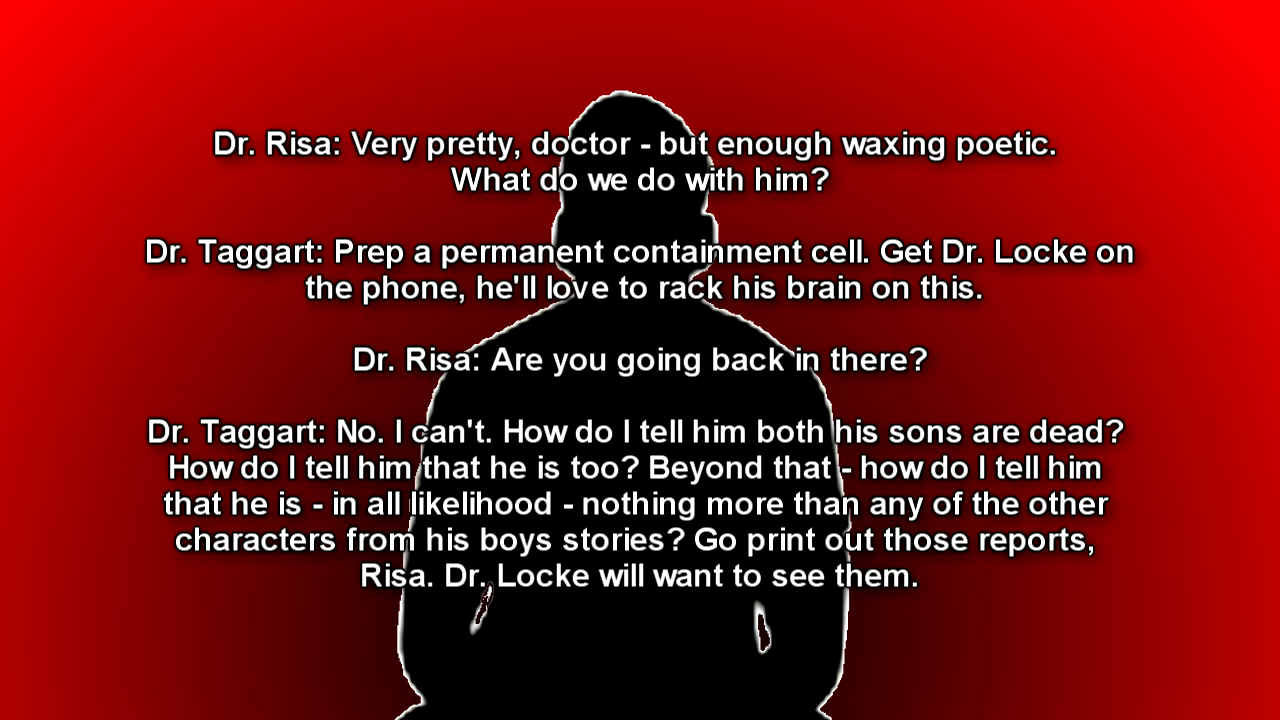 Dr. Risa: Very pretty, doctor - but enough waxing poetic.
What do we do with him?
Dr. Taggart: Prep a permanent containment cell. Get Dr. Locke on
the phone, he'll love to rack his brain on this.
Dr. Risa: Are you going back in there?
Dr. Taggart: No. I can't. How do I tell him both his sons are dead?
How do I tell him that he is too? Beyond that - how do I tell him
that he is - in all likelihood - nothing more than any of the other
characters from his boys stories? Go print out those reports,
Risa. Dr. Locke will want to see them.